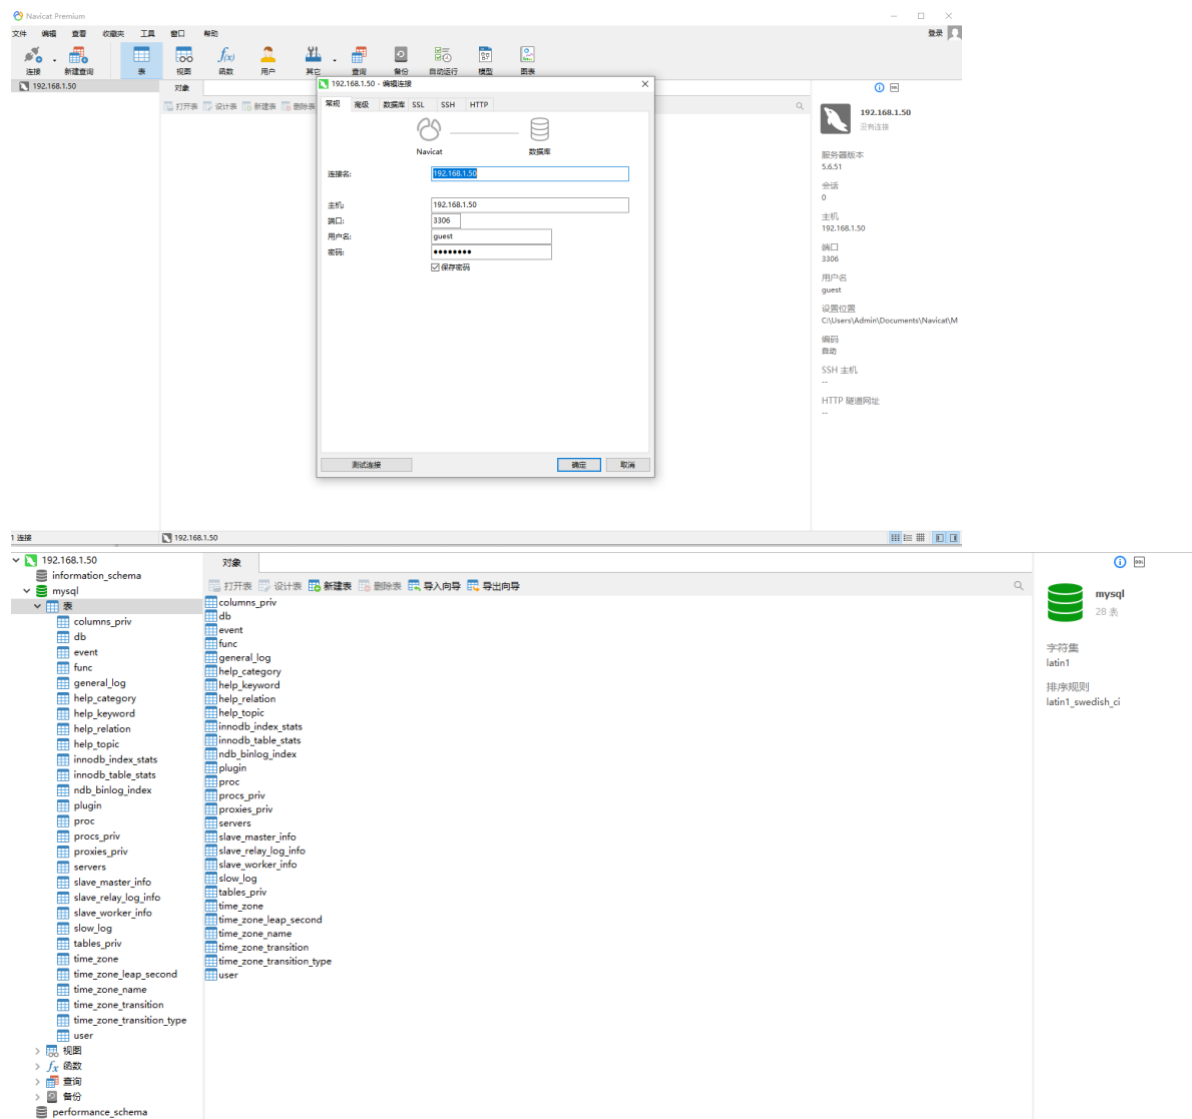 Navicat Premium
文件 编辑 查看 收藏夹 工具 窗口 帮助 登录
连接 新建查询 表 视图 函数 用户 其它 查询 备份 自动运行 模型 图表
192.168.1.50
对象
打开表 设计表 新建表 删除表
192.168.1.50 - 编辑连接
常规 高级 数据库 SSL SSH HTTP
Navicat 数据库
连接名: 192.168.1.50
主机: 192.168.1.50
端口: 3306
用户名: guest
密码: ••••••••
保存密码
测试连接 确定 取消
192.168.1.50
没有连接
服务器版本
5.6.51
会话
0
主机
192.168.1.50
端口
3306
用户名
guest
设置位置
C:\Users\Admin\Documents\Navicat\M
编码
自动
SSH 主机
--
HTTP 隧道网址
--
1 连接 192.168.1.50
192.168.1.50
information_schema
mysql
表
columns_priv
db
event
func
general_log
help_category
help_keyword
help_relation
help_topic
innodb_index_stats
innodb_table_stats
ndb_binlog_index
plugin
proc
procs_priv
proxies_priv
servers
slave_master_info
slave_relay_log_info
slave_worker_info
slow_log
tables_priv
time_zone
time_zone_leap_second
time_zone_name
time_zone_transition
time_zone_transition_type
user
视图
函数
查询
备份
performance_schema
对象
打开表 设计表 新建表 删除表 导入向导 导出向导
columns_priv
db
event
func
general_log
help_category
help_keyword
help_relation
help_topic
innodb_index_stats
innodb_table_stats
ndb_binlog_index
plugin
proc
procs_priv
proxies_priv
servers
slave_master_info
slave_relay_log_info
slave_worker_info
slow_log
tables_priv
time_zone
time_zone_leap_second
time_zone_name
time_zone_transition
time_zone_transition_type
user
mysql
28 表
字符集
latin1
排序规则
latin1_swedish_ci